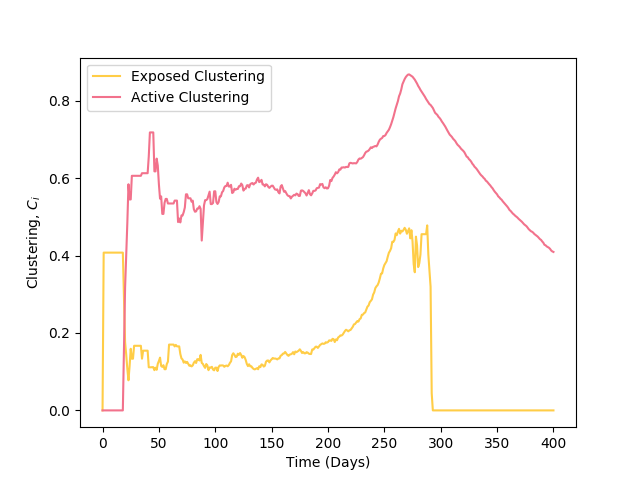 Exposed Clustering
Active Clustering
Clustering, C_i
0.8
0.6
0.4
0.2
0.0
0 50 100 150 200 250 300 350 400
Time (Days)